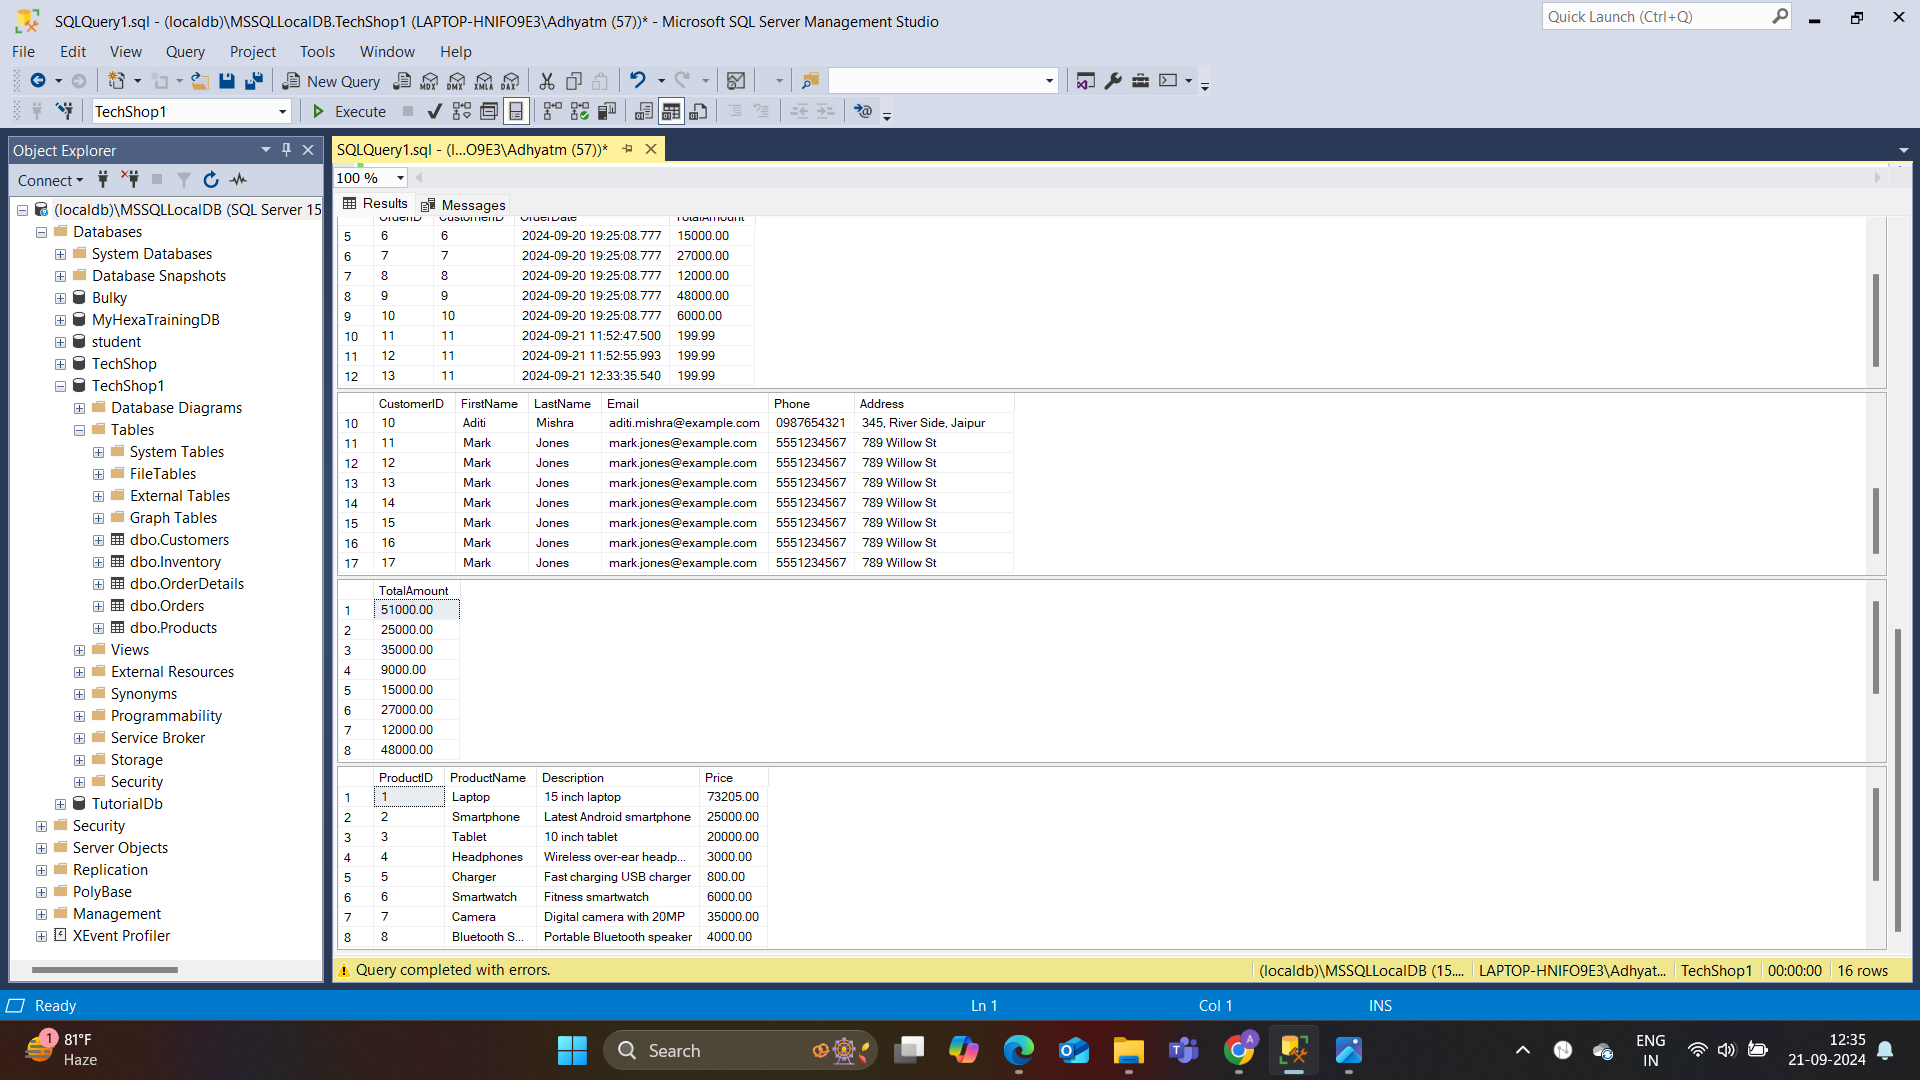 SQLQuery1.sql - (localdb)\MSSQLLocalDB.TechShop1 (LAPTOP-HNIFO9E3\Adhyatm (57))* - Microsoft SQL Server Management Studio
Quick Launch (Ctrl+Q)
File Edit View Query Project Tools Window Help
New Query MDX DMX XMLA DAX
TechShop1 Execute
Object Explorer
SQLQuery1.sql - (l...O9E3\Adhyatm (57))*
Connect
100 %
Results Messages
(localdb)\MSSQLLocalDB (SQL Server 15
Databases
System Databases
Database Snapshots
Bulky
MyHexaTrainingDB
student
TechShop
TechShop1
Database Diagrams
Tables
System Tables
FileTables
External Tables
Graph Tables
dbo.Customers
dbo.Inventory
dbo.OrderDetails
dbo.Orders
dbo.Products
Views
External Resources
Synonyms
Programmability
Service Broker
Storage
Security
TutorialDb
Security
Server Objects
Replication
PolyBase
Management
XEvent Profiler
OrderID CustomerID OrderDate TotalAmount
5 6 6 2024-09-20 19:25:08.777 15000.00
6 7 7 2024-09-20 19:25:08.777 27000.00
7 8 8 2024-09-20 19:25:08.777 12000.00
8 9 9 2024-09-20 19:25:08.777 48000.00
9 10 10 2024-09-20 19:25:08.777 6000.00
10 11 11 2024-09-21 11:52:47.500 199.99
11 12 11 2024-09-21 11:52:55.993 199.99
12 13 11 2024-09-21 12:33:35.540 199.99
CustomerID FirstName LastName Email Phone Address
10 10 Aditi Mishra aditi.mishra@example.com 0987654321 345, River Side, Jaipur
11 11 Mark Jones mark.jones@example.com 5551234567 789 Willow St
12 12 Mark Jones mark.jones@example.com 5551234567 789 Willow St
13 13 Mark Jones mark.jones@example.com 5551234567 789 Willow St
14 14 Mark Jones mark.jones@example.com 5551234567 789 Willow St
15 15 Mark Jones mark.jones@example.com 5551234567 789 Willow St
16 16 Mark Jones mark.jones@example.com 5551234567 789 Willow St
17 17 Mark Jones mark.jones@example.com 5551234567 789 Willow St
TotalAmount
1 51000.00
2 25000.00
3 35000.00
4 9000.00
5 15000.00
6 27000.00
7 12000.00
8 48000.00
ProductID ProductName Description Price
1 1 Laptop 15 inch laptop 73205.00
2 2 Smartphone Latest Android smartphone 25000.00
3 3 Tablet 10 inch tablet 20000.00
4 4 Headphones Wireless over-ear headp... 3000.00
5 5 Charger Fast charging USB charger 800.00
6 6 Smartwatch Fitness smartwatch 6000.00
7 7 Camera Digital camera with 20MP 35000.00
8 8 Bluetooth S... Portable Bluetooth speaker 4000.00
Query completed with errors. (localdb)\MSSQLLocalDB (15.... LAPTOP-HNIFO9E3\Adhyat... TechShop1 00:00:00 16 rows
Ready Ln 1 Col 1 INS
1 81°F
Haze
Search
ENG
IN
12:35
21-09-2024